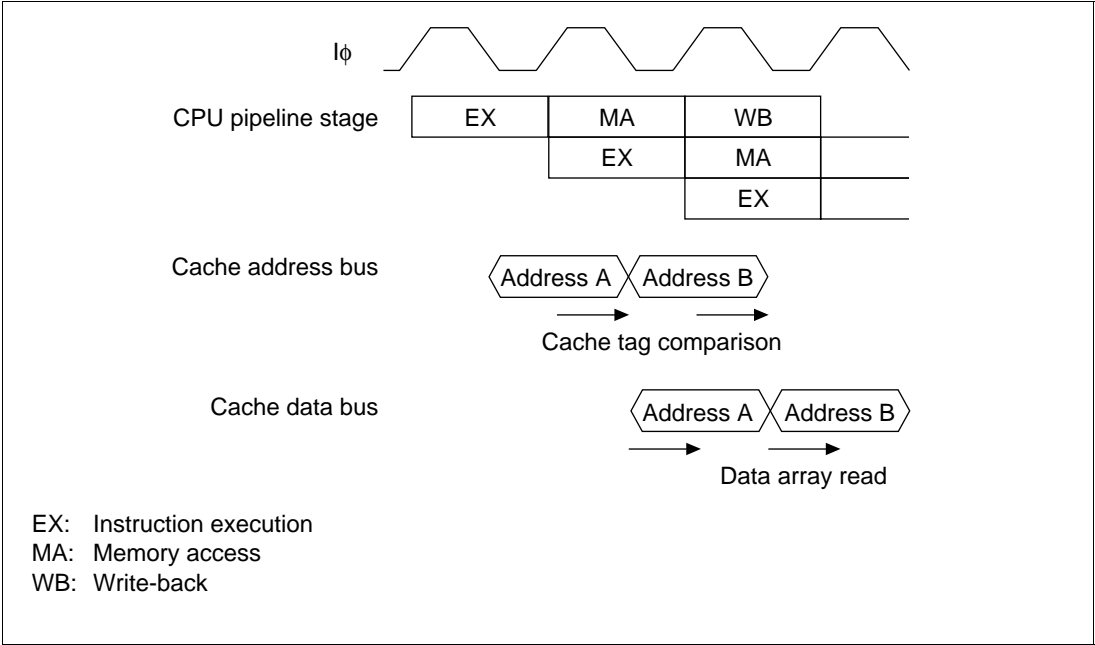 Iϕ
CPU pipeline stage EX MA WB
EX MA
EX
Cache address bus Address A Address B
Cache tag comparison
Cache data bus Address A Address B
Data array read
EX: Instruction execution
MA: Memory access
WB: Write-back